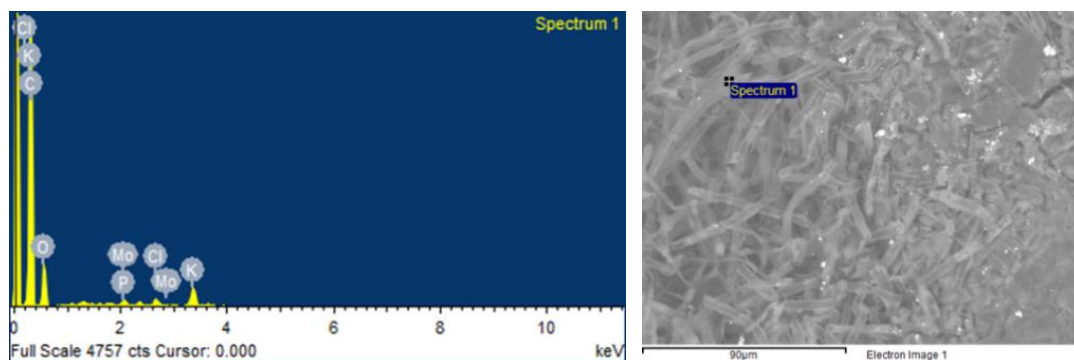 Spectrum 1
Cl
K
C
O
Mo
P
Cl
Mo
K
0 2 4 6 8 10
Full Scale 4757 cts Cursor: 0.000 keV
Spectrum 1
90µm Electron Image 1